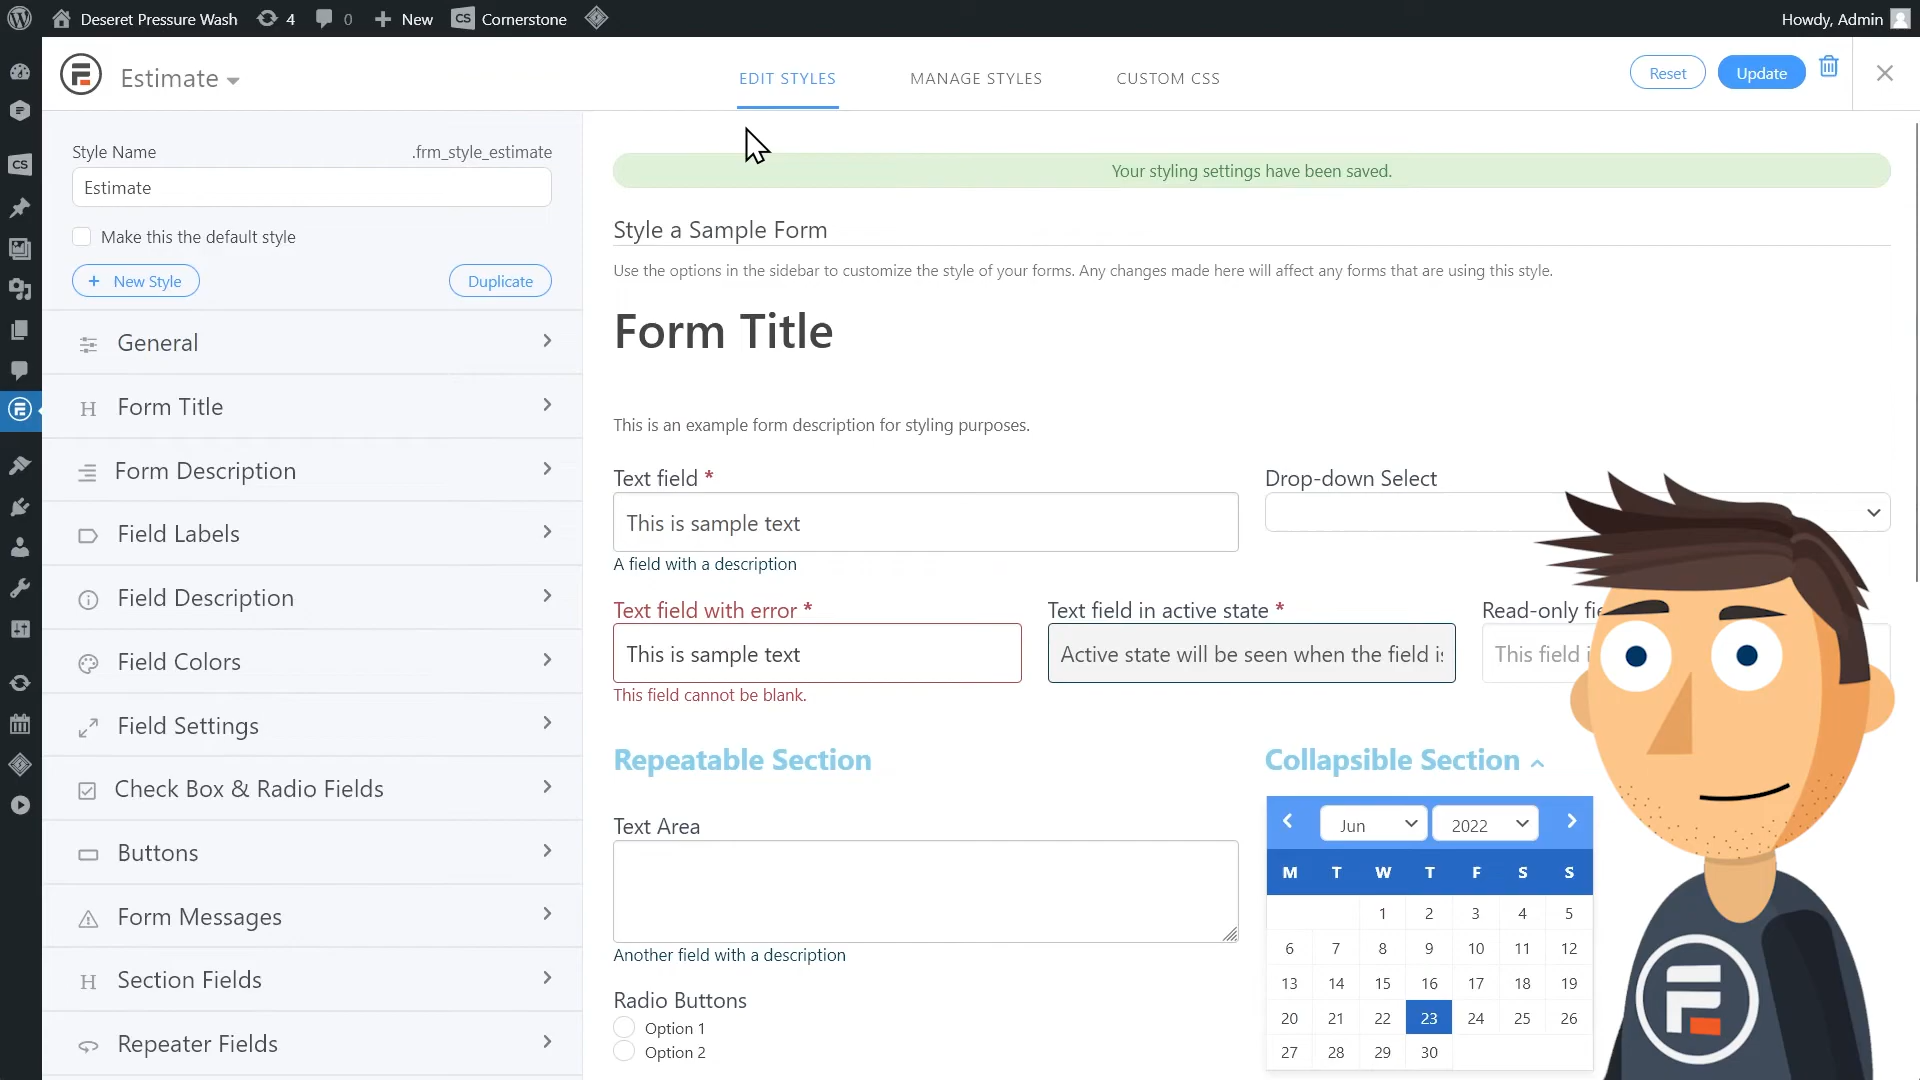 Deseret Pressure Wash 4 0 New CS Cornerstone Howdy, Admin
Estimate
EDIT STYLES MANAGE STYLES CUSTOM CSS
Reset Update
CS
Style Name .frm_style_estimate
Estimate
Make this the default style
New Style Duplicate
General
Form Title
Form Description
Field Labels
Field Description
Field Colors
Field Settings
Check Box & Radio Fields
Buttons
Form Messages
Section Fields
Repeater Fields
Your styling settings have been saved.
Style a Sample Form
Use the options in the sidebar to customize the style of your forms. Any changes made here will affect any forms that are using this style.
Form Title
This is an example form description for styling purposes.
Text field * Drop-down Select
This is sample text
A field with a description
Text field with error * Text field in active state * Read-only fie
This is sample text Active state will be seen when the field is This field i
This field cannot be blank.
Repeatable Section Collapsible Section
Text Area
Another field with a description
Radio Buttons
Option 1
Option 2
Jun 2022
M T W T F S S
1 2 3 4 5
6 7 8 9 10 11 12
13 14 15 16 17 18 19
20 21 22 23 24 25 26
27 28 29 30